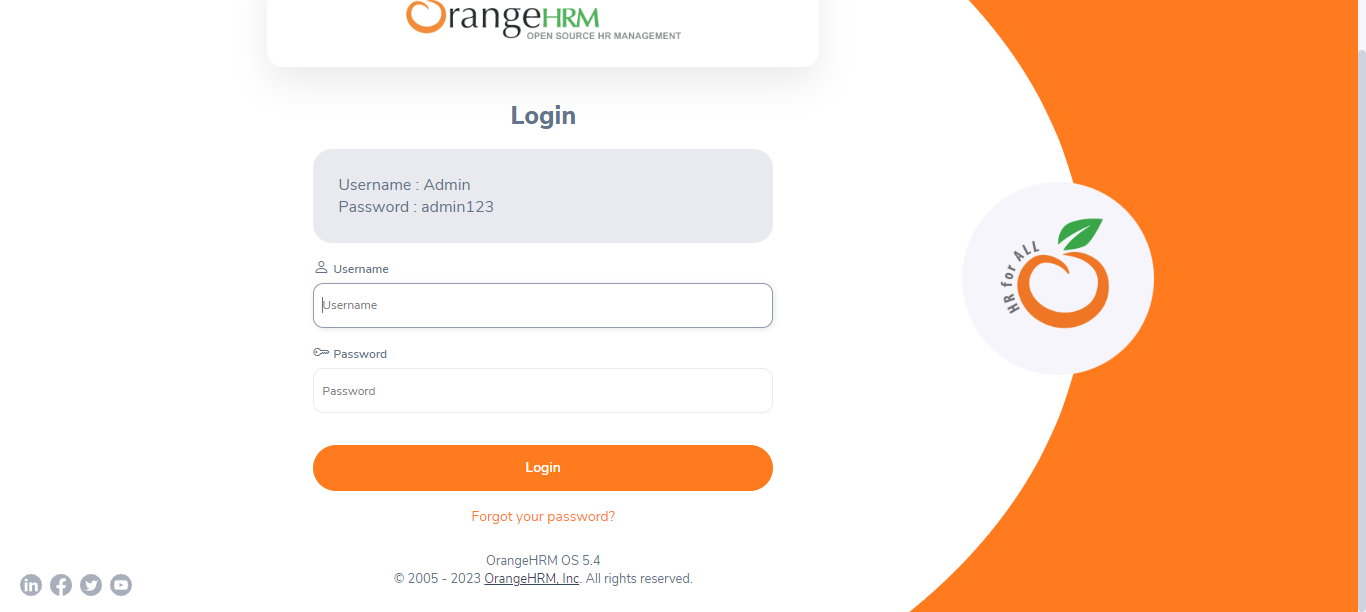 OrangeHRM
OPEN SOURCE HR MANAGEMENT
Login
Username : Admin
Password : admin123
Username
Username
Password
Password
Login
Forgot your password?
OrangeHRM OS 5.4
© 2005 - 2023 OrangeHRM, Inc. All rights reserved.
HR for ALL
in